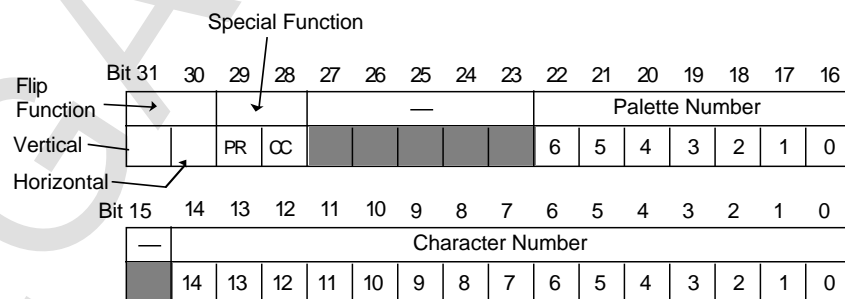 Special Function
Bit 31 30 29 28 27 26 25 24 23 22 21 20 19 18 17 16
Flip
Function
— Palette Number
Vertical
PR CC 6 5 4 3 2 1 0
Horizontal
Bit 15 14 13 12 11 10 9 8 7 6 5 4 3 2 1 0
— Character Number
14 13 12 11 10 9 8 7 6 5 4 3 2 1 0